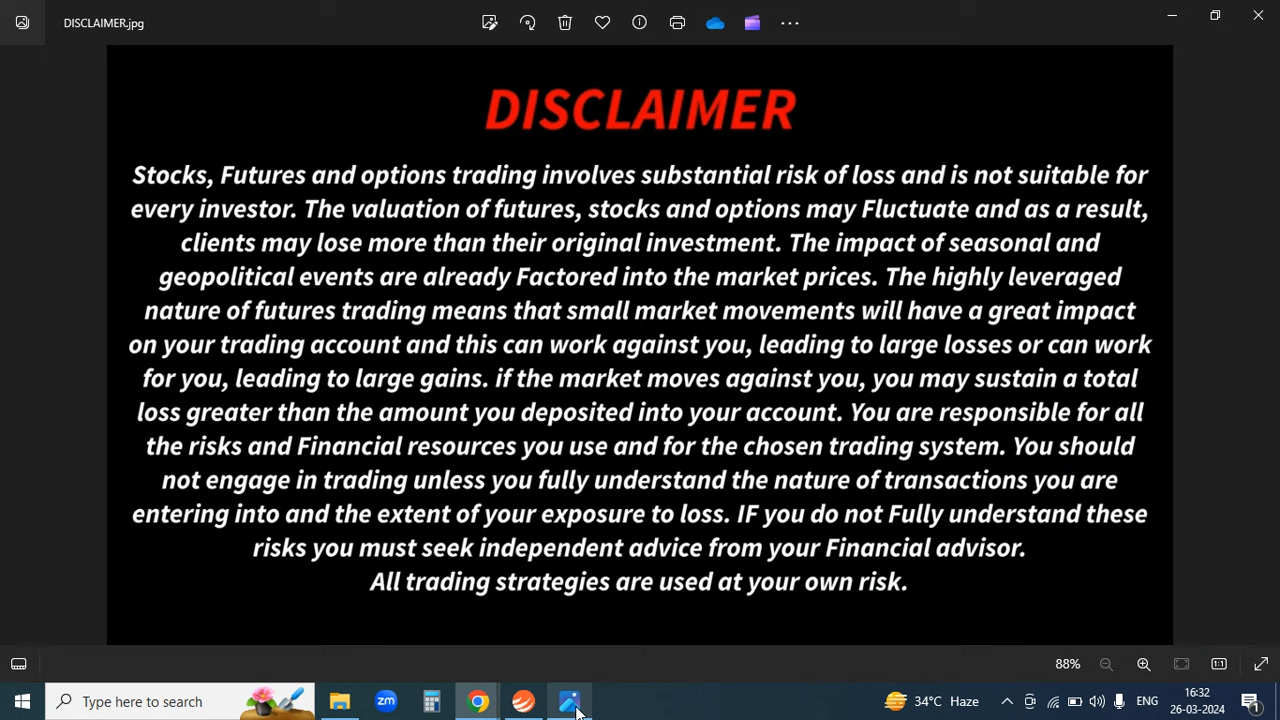 DISCLAIMER.jpg
DISCLAIMER
Stocks, Futures and options trading involves substantial risk of loss and is not suitable for
every investor. The valuation of futures, stocks and options may Fluctuate and as a result,
clients may lose more than their original investment. The impact of seasonal and
geopolitical events are already Factored into the market prices. The highly leveraged
nature of futures trading means that small market movements will have a great impact
on your trading account and this can work against you, leading to large losses or can work
for you, leading to large gains. if the market moves against you, you may sustain a total
loss greater than the amount you deposited into your account. You are responsible for all
the risks and Financial resources you use and for the chosen trading system. You should
not engage in trading unless you fully understand the nature of transactions you are
entering into and the extent of your exposure to loss. IF you do not Fully understand these
risks you must seek independent advice from your Financial advisor.
All trading strategies are used at your own risk.
88%
1:1
Type here to search
zm
34°C Haze
ENG
16:32
26-03-2024
1